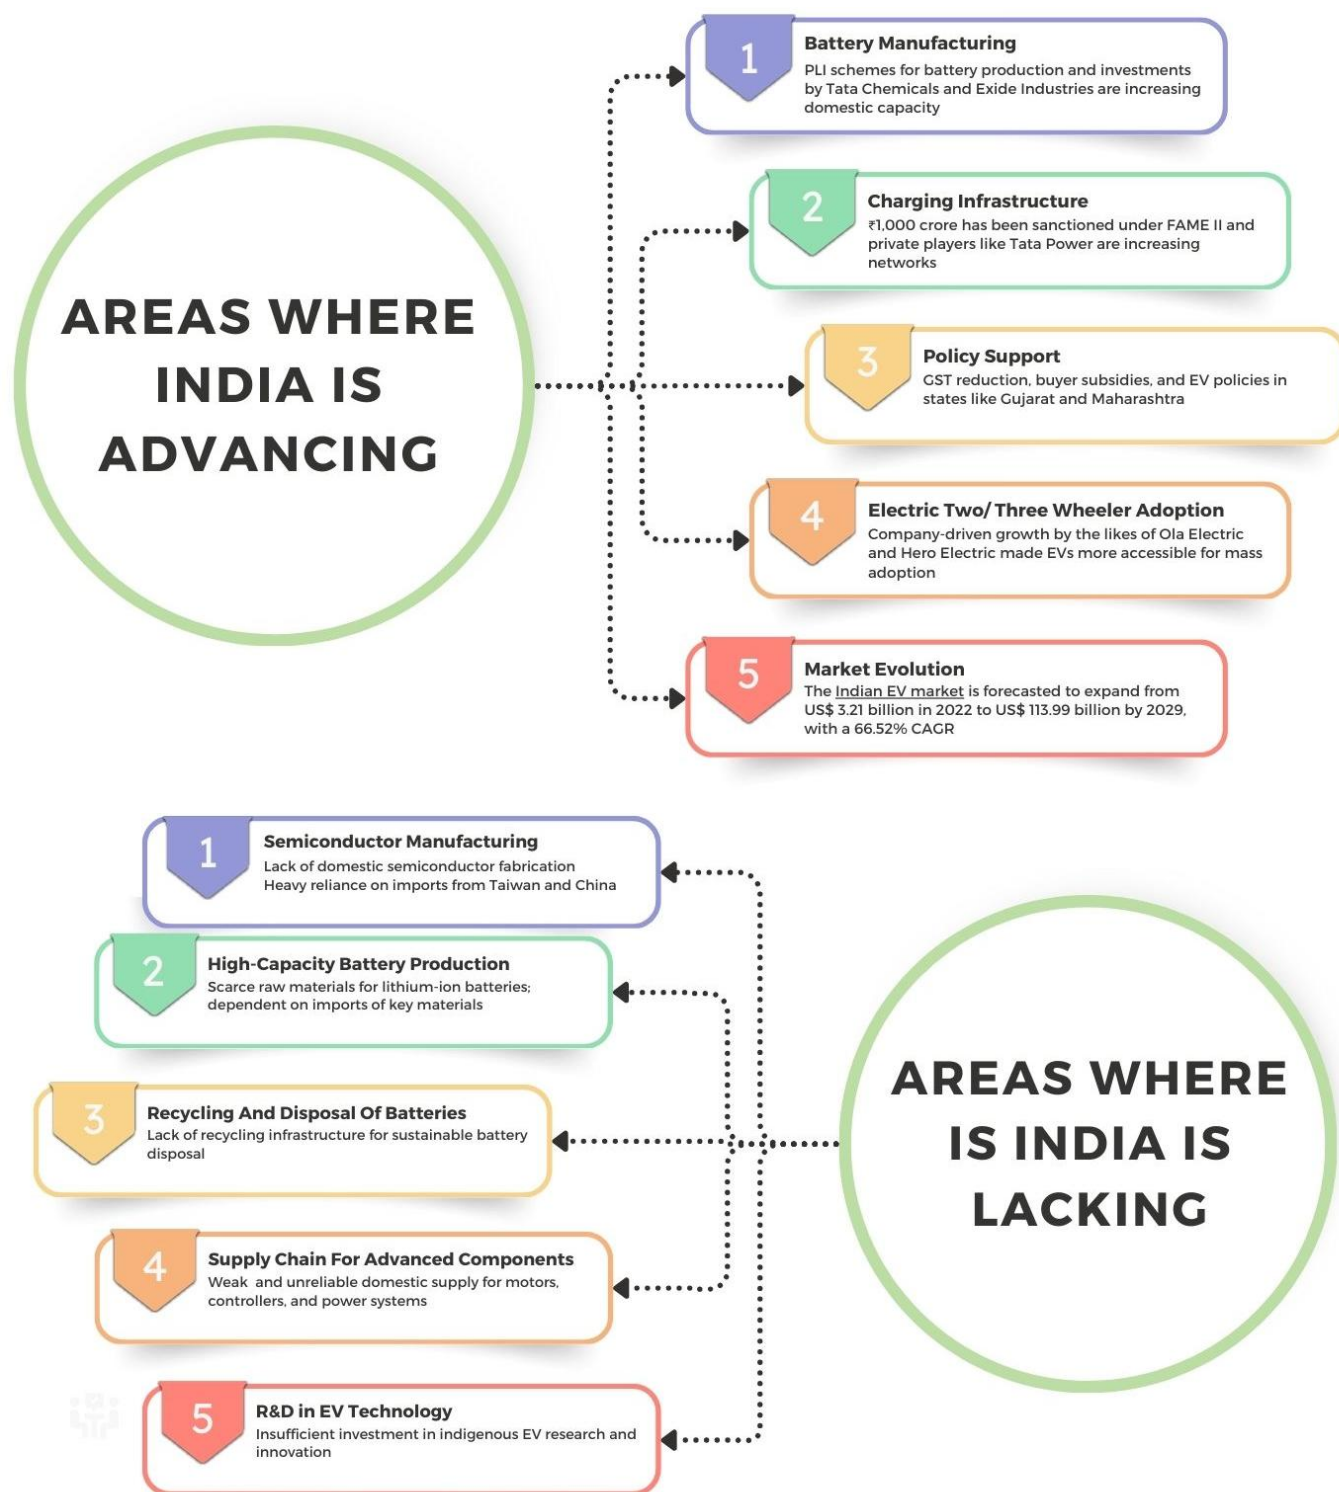 AREAS WHERE
INDIA IS
ADVANCING
1
Battery Manufacturing
PLI schemes for battery production and investments
by Tata Chemicals and Exide Industries are increasing
domestic capacity
2
Charging Infrastructure
₹1,000 crore has been sanctioned under FAME II and
private players like Tata Power are increasing
networks
3
Policy Support
GST reduction, buyer subsidies, and EV policies in
states like Gujarat and Maharashtra
4
Electric Two/ Three Wheeler Adoption
Company-driven growth by the likes of Ola Electric
and Hero Electric made EVs more accessible for mass
adoption
5
Market Evolution
The Indian EV market is forecasted to expand from
US$ 3.21 billion in 2022 to US$ 113.99 billion by 2029,
with a 66.52% CAGR
1
Semiconductor Manufacturing
Lack of domestic semiconductor fabrication
Heavy reliance on imports from Taiwan and China
2
High-Capacity Battery Production
Scarce raw materials for lithium-ion batteries;
dependent on imports of key materials
3
Recycling And Disposal Of Batteries
Lack of recycling infrastructure for sustainable battery
disposal
4
Supply Chain For Advanced Components
Weak  and unreliable domestic supply for motors,
controllers, and power systems
5
R&D in EV Technology
Insufficient investment in indigenous EV research and
innovation
AREAS WHERE
IS INDIA IS
LACKING